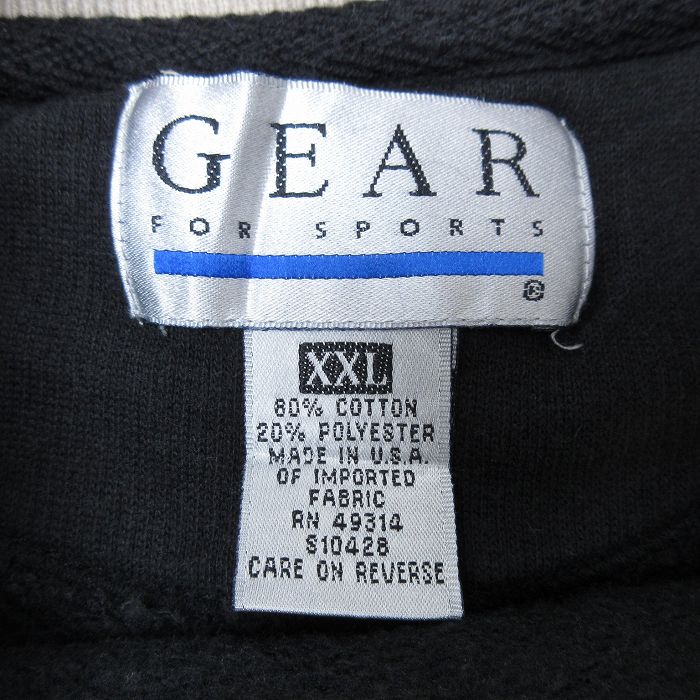 GEAR
FOR SPORTS
®
XXL
80% COTTON
20% POLYESTER
MADE IN U.S.A.
OF IMPORTED
FABRIC
RN 49314
S10428
CARE ON REVERSE